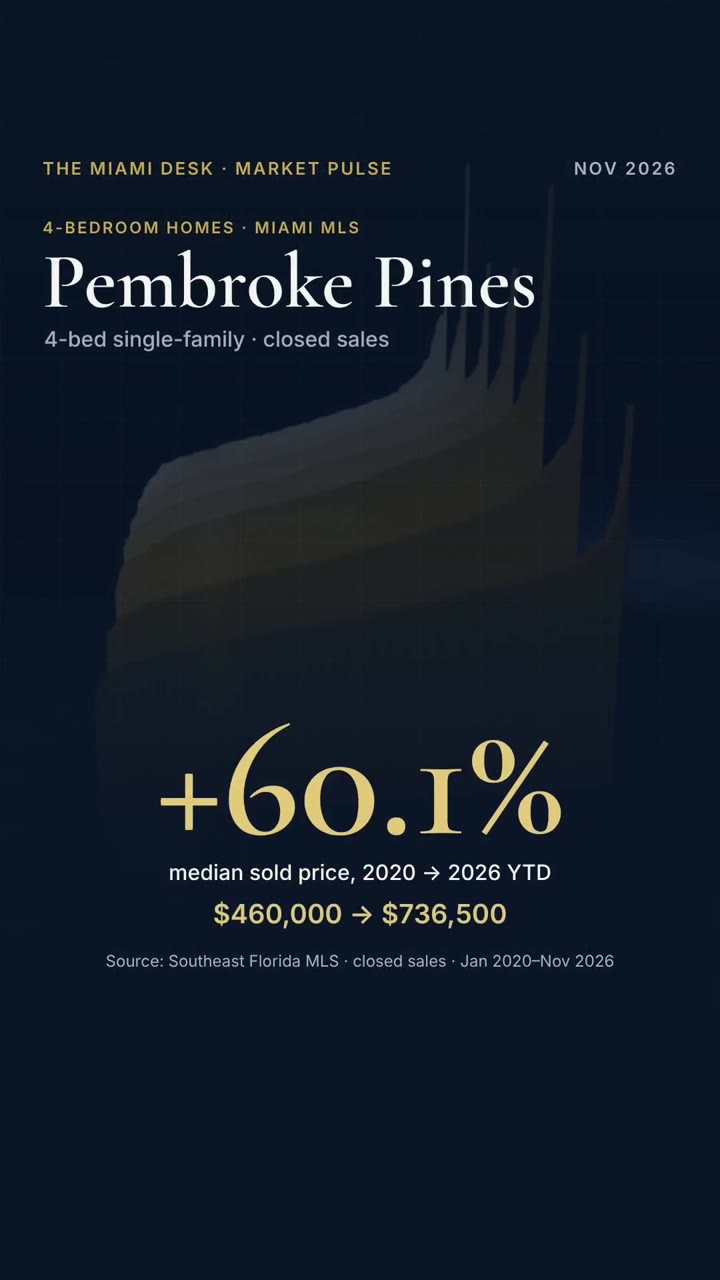 THE MIAMI DESK · MARKET PULSE
NOV 2026
4-BEDROOM HOMES · MIAMI MLS
Pembroke Pines
4-bed single-family · closed sales
+60.1%
median sold price, 2020 → 2026 YTD
$460,000 → $736,500
Source: Southeast Florida MLS · closed sales · Jan 2020–Nov 2026